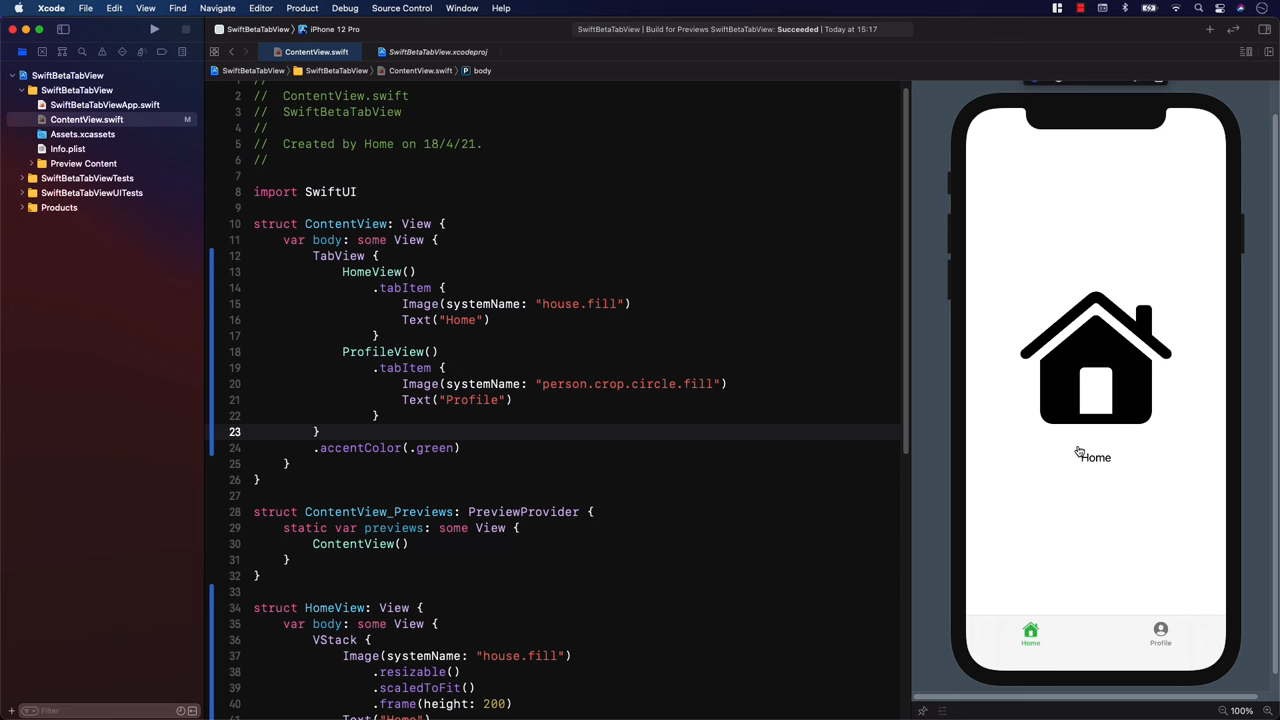 Xcode File Edit View Find Navigate Editor Product Debug Source Control Window Help
SwiftBetaTabView iPhone 12 Pro
SwiftBetaTabView | Build for Previews SwiftBetaTabView: Succeeded | Today at 15:17
ContentView.swift SwiftBetaTabView.xcodeproj
SwiftBetaTabView SwiftBetaTabView ContentView.swift P body
SwiftBetaTabView
SwiftBetaTabView
SwiftBetaTabViewApp.swift
ContentView.swift M
Assets.xcassets
Info.plist
Preview Content
SwiftBetaTabViewTests
SwiftBetaTabViewUITests
Products
Filter
1 //
2 // ContentView.swift
3 // SwiftBetaTabView
4 //
5 // Created by Home on 18/4/21.
6 //
7
8 import SwiftUI
9
10 struct ContentView: View {
11 var body: some View {
12 TabView {
13 HomeView()
14 .tabItem {
15 Image(systemName: "house.fill")
16 Text("Home")
17 }
18 ProfileView()
19 .tabItem {
20 Image(systemName: "person.crop.circle.fill")
21 Text("Profile")
22 }
23 }
24 .accentColor(.green)
25 }
26 }
27
28 struct ContentView_Previews: PreviewProvider {
29 static var previews: some View {
30 ContentView()
31 }
32 }
33
34 struct HomeView: View {
35 var body: some View {
36 VStack {
37 Image(systemName: "house.fill")
38 .resizable()
39 .scaledToFit()
40 .frame(height: 200)
41 Text("Home")
Home
Home Profile
100%